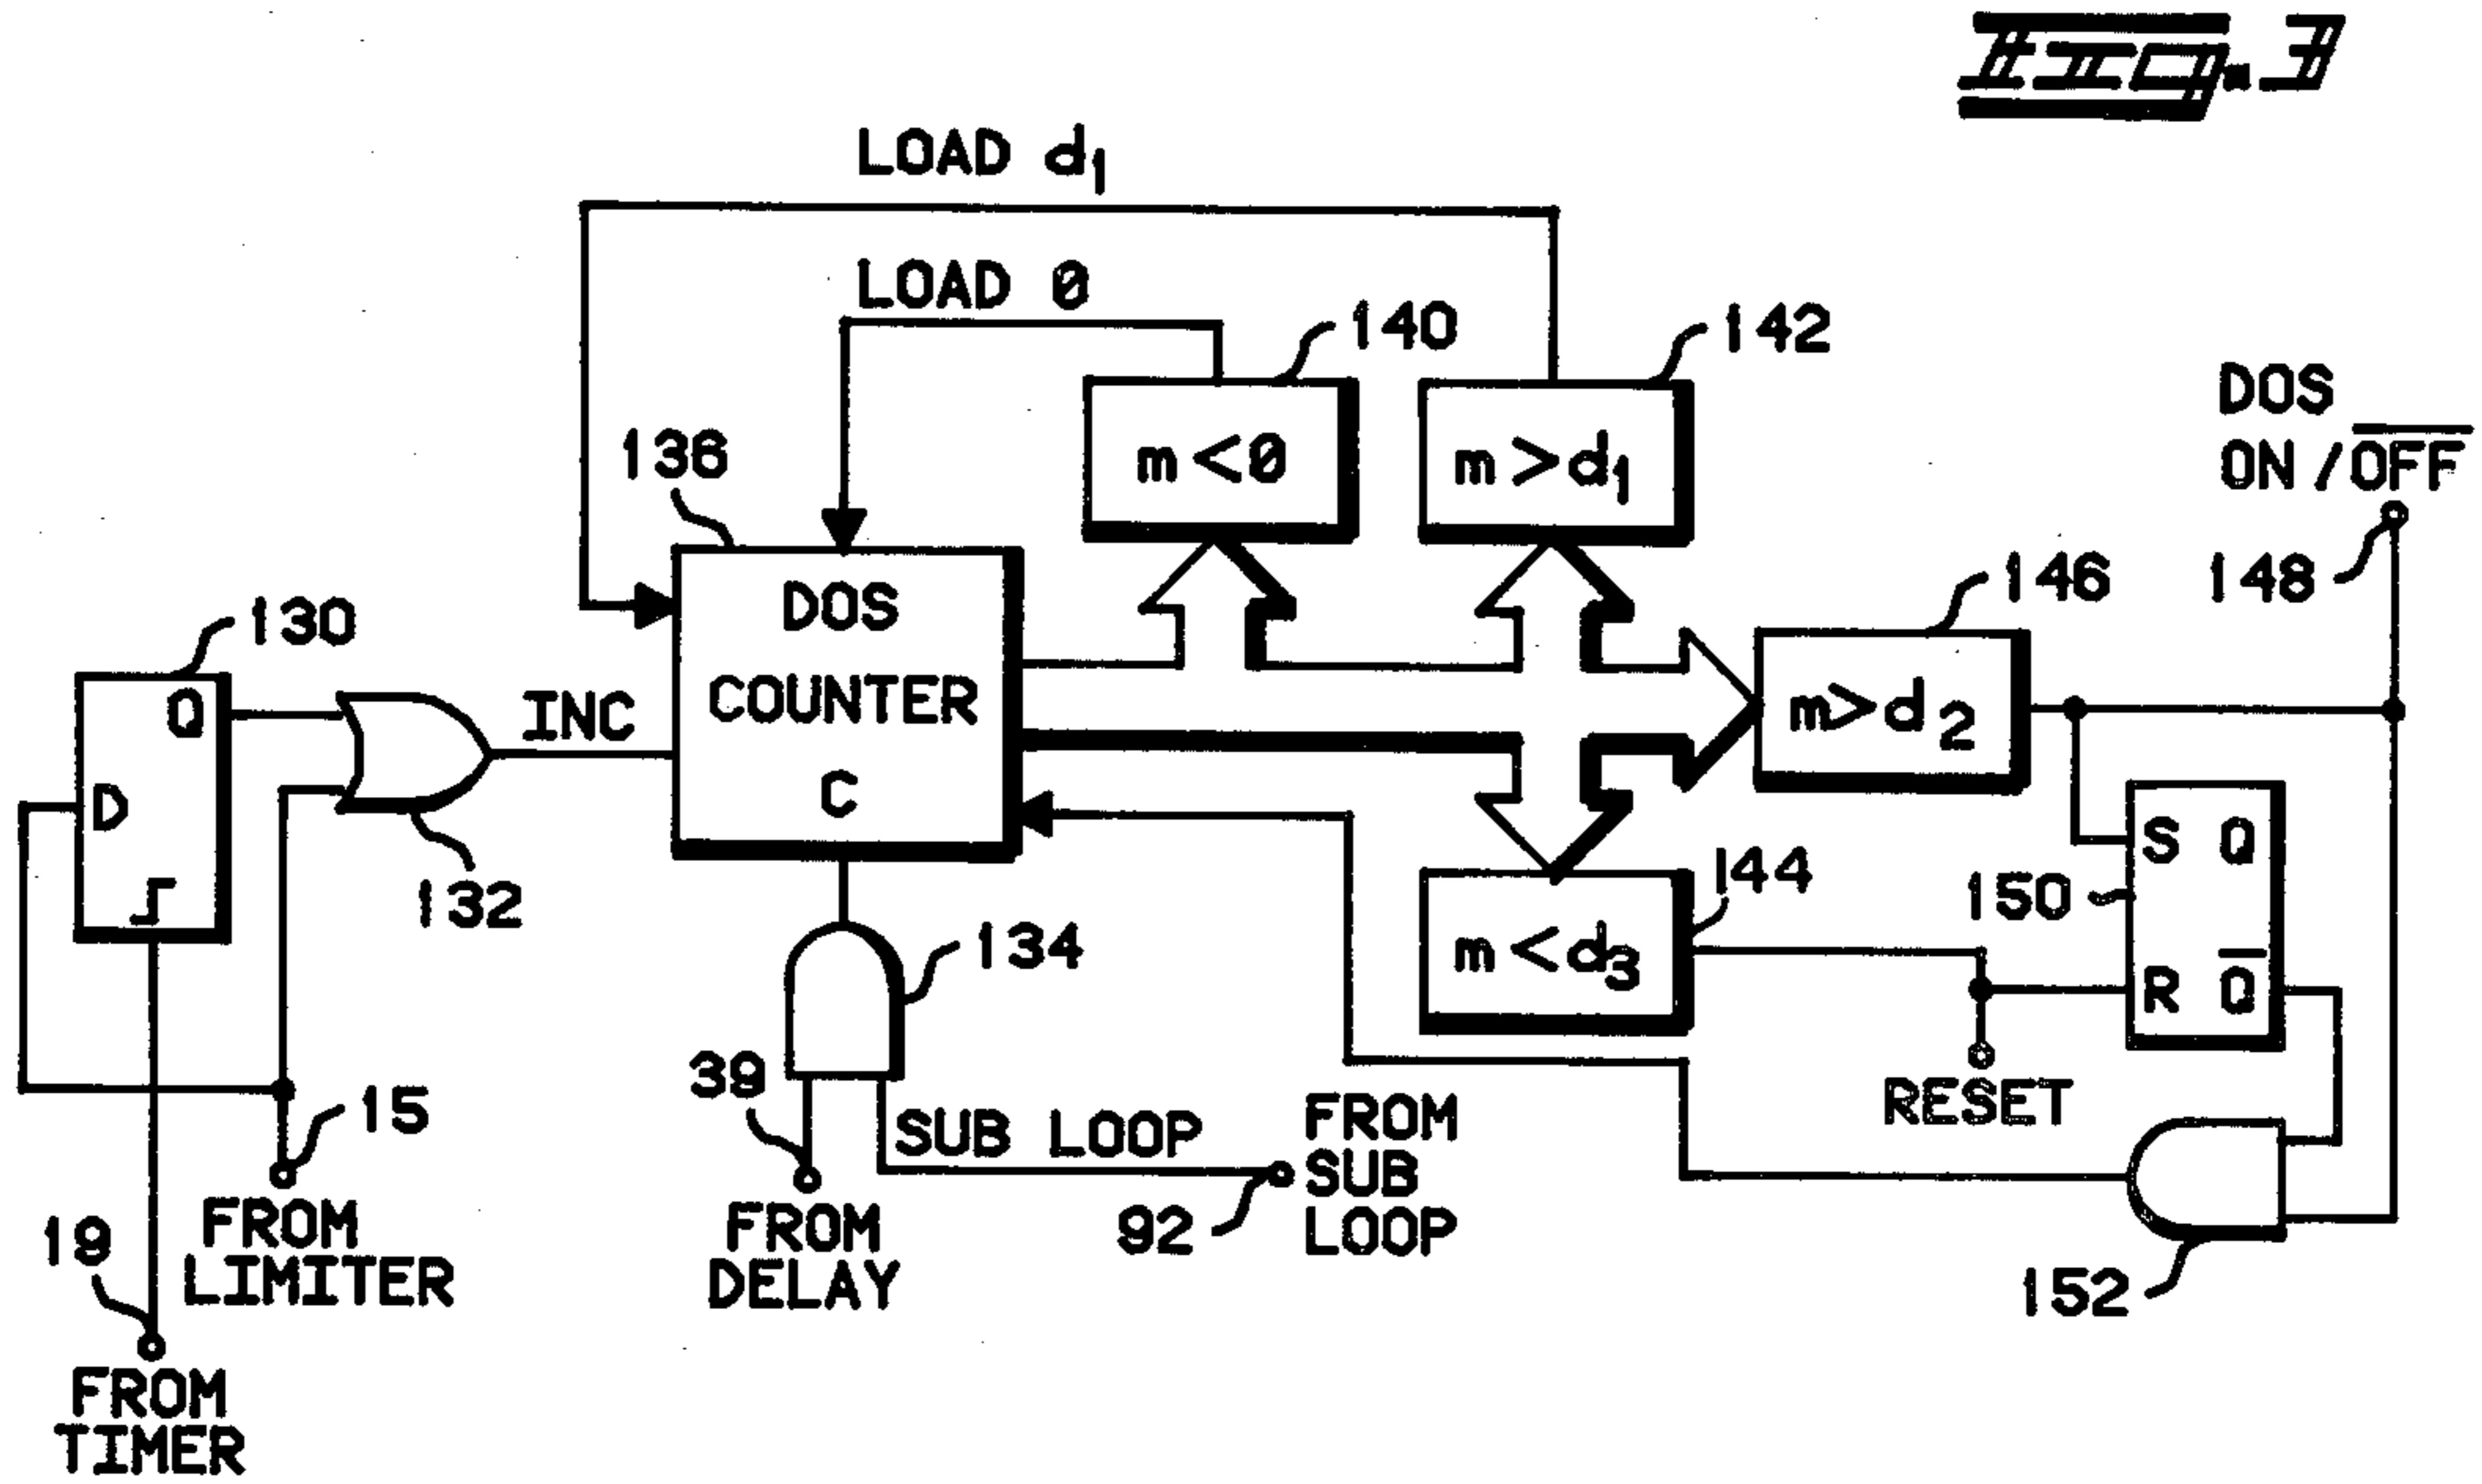 Fig. 3
LOAD d1
LOAD 0
140
142
DOS
ON/OFF
136
m<0
m>d1
148
146
130
DOS
COUNTER
C
Q
D
INC
m>d2
132
S Q
150
R Q
144
m<d3
134
39
15
SUB LOOP
FROM
SUB
LOOP
92
RESET
19
FROM
LIMITER
FROM
DELAY
152
FROM
TIMER